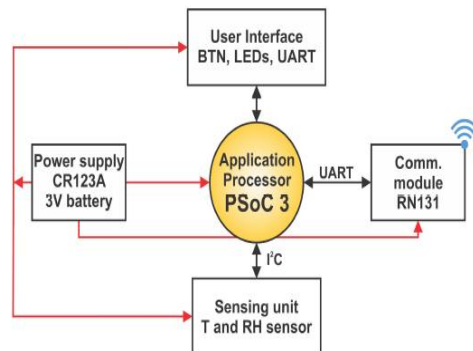 User Interface
BTN, LEDs, UART
Power supply
CR123A
3V battery
Application
Processor
PSoC 3
UART
Comm.
module
RN131
I²C
Sensing unit
T and RH sensor